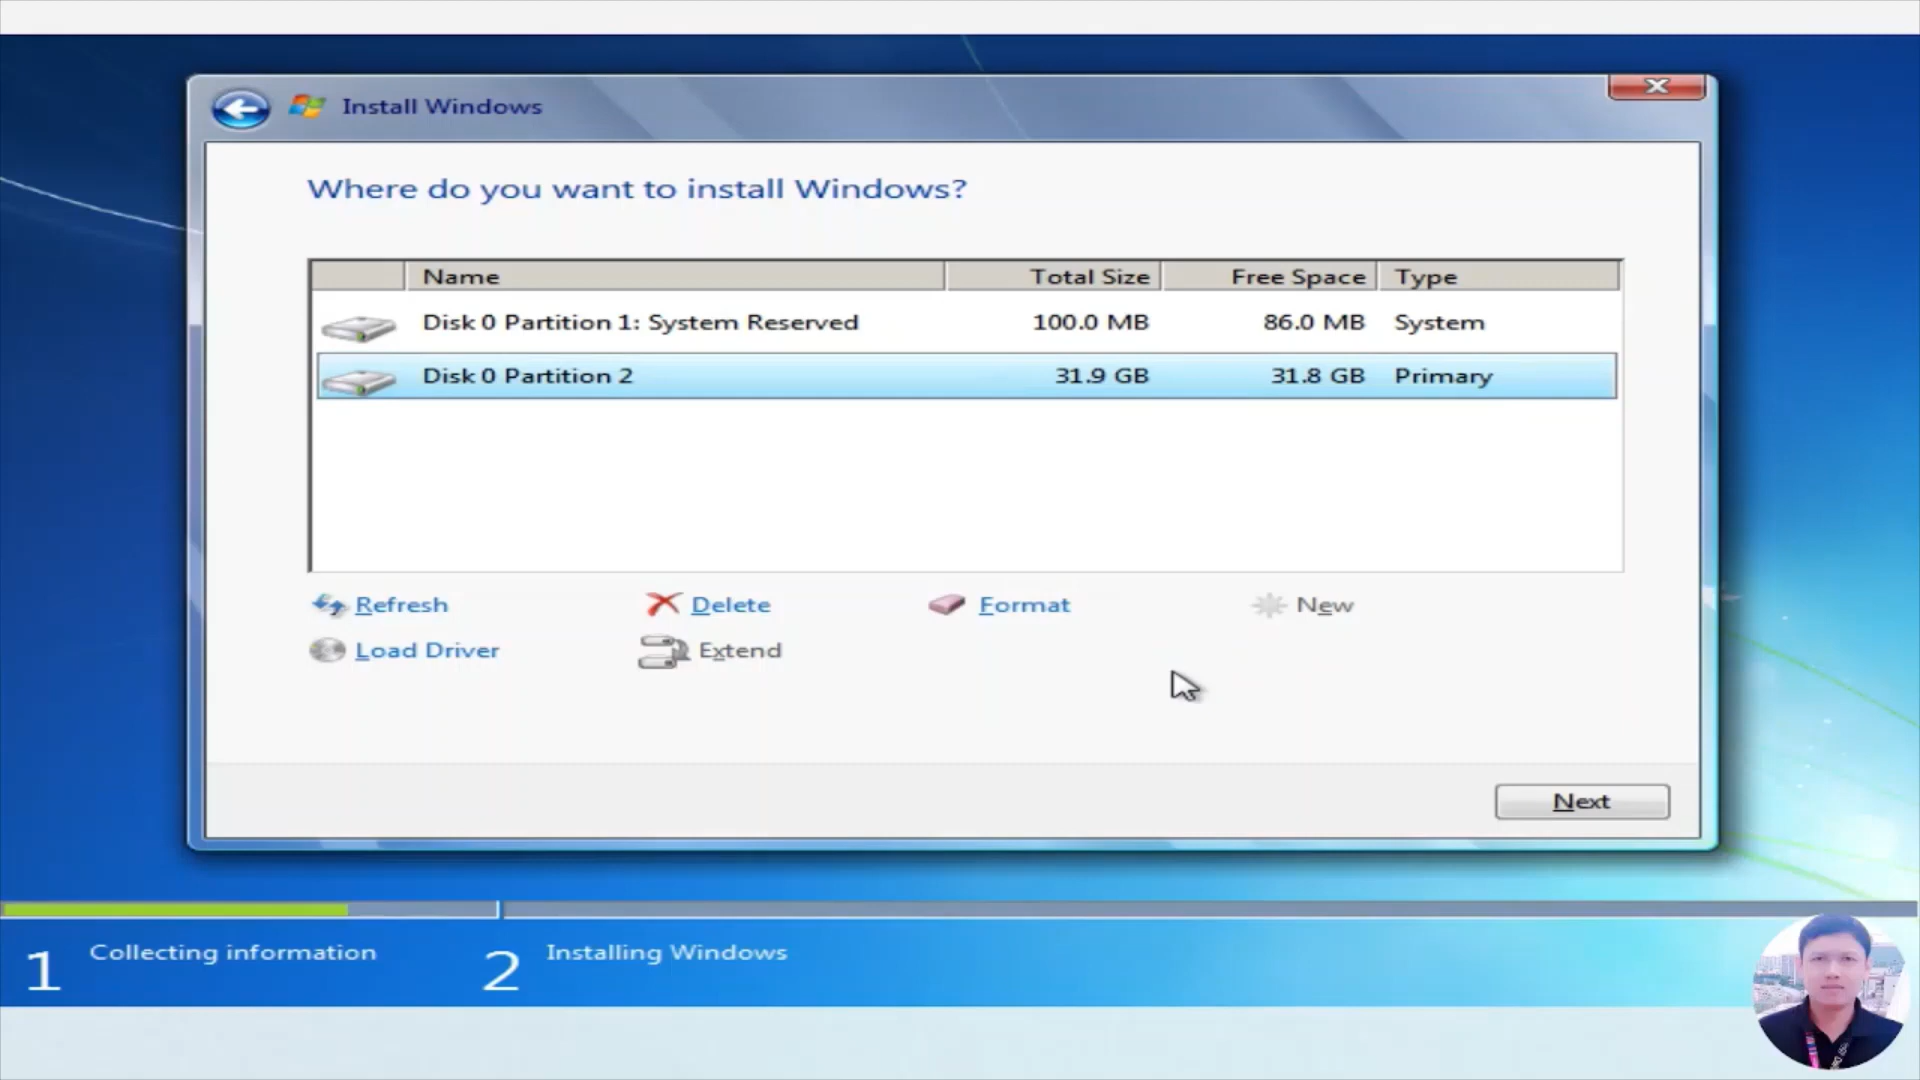 Install Windows
Where do you want to install Windows?
Name Total Size Free Space Type
Disk 0 Partition 1: System Reserved 100.0 MB 86.0 MB System
Disk 0 Partition 2 31.9 GB 31.8 GB Primary
Refresh Delete Format New
Load Driver Extend
Next
1 Collecting information 2 Installing Windows